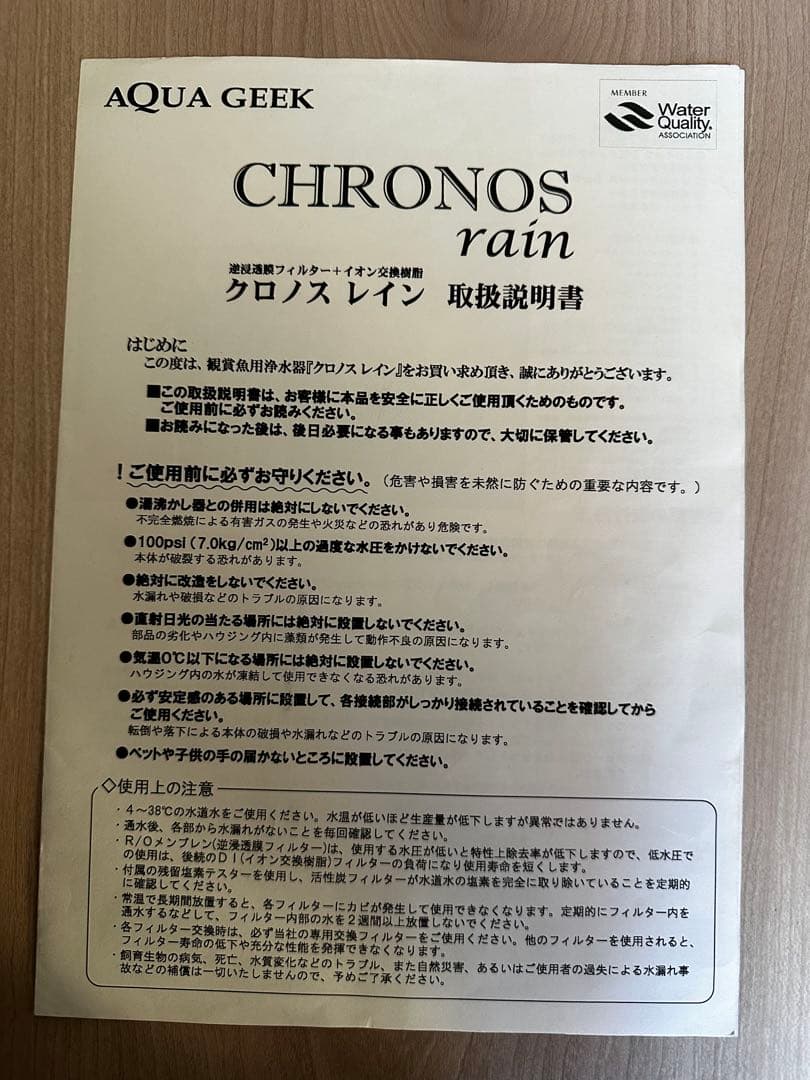 AQUA GEEK
MEMBER
Water
Quality®
ASSOCIATION
CHRONOS
rain
逆浸透膜フィルター+イオン交換樹脂
クロノス レイン 取扱説明書
はじめに
この度は、観賞魚用浄水器『クロノス レイン』をお買い求め頂き、誠にありがとうございます。
■この取扱説明書は、お客様に本品を安全に正しくご使用頂くためのものです。
ご使用前に必ずお読みください。
■お読みになった後は、後日必要になる事もありますので、大切に保管してください。
!ご使用前に必ずお守りください。(危害や損害を未然に防ぐための重要な内容です。)
●湯沸かし器との併用は絶対にしないでください。
不完全燃焼による有害ガスの発生や火災などの恐れがあり危険です。
●100psi(7.0kg/cm²)以上の過度な水圧をかけないでください。
本体が破裂する恐れがあります。
●絶対に改造をしないでください。
水漏れや破損などのトラブルの原因になります。
●直射日光の当たる場所には絶対に設置しないでください。
部品の劣化やハウジング内に藻類が発生して動作不良の原因になります。
●気温0℃以下になる場所には絶対に設置しないでください。
ハウジング内の水が凍結して使用できなくなる恐れがあります。
●必ず安定感のある場所に設置して、各接続部がしっかり接続されていることを確認してから
ご使用ください。
転倒や落下による本体の破損や水漏れなどのトラブルの原因になります。
●ペットや子供の手の届かないところに設置してください。
◇使用上の注意
・4～38℃の水道水をご使用ください。水温が低いほど生産量が低下しますが異常ではありません。
・通水後、各部から水漏れがないことを毎回確認してください。
・R/Oメンブレン(逆浸透膜フィルター)は、使用する水圧が低いと特性上除去率が低下しますので、低水圧で
の使用は、後続のDI(イオン交換樹脂)フィルターの負荷になり使用寿命を短くします。
・付属の残留塩素テスターを使用し、活性炭フィルターが水道水の塩素を完全に取り除いていることを定期的
に確認してください。
・常温で長期間放置すると、各フィルターにカビが発生して使用できなくなります。定期的にフィルター内を
通水するなどして、フィルター内部の水を2週間以上放置しないでください。
・各フィルター交換時は、必ず当社の専用交換フィルターをご使用ください。他のフィルターを使用されると、
フィルター寿命の低下や充分な性能を発揮できなくなります。
・飼育生物の病気、死亡、水質変化などのトラブル、また自然災害、あるいはご使用者の過失による水漏れ事
故などの補償は一切いたしませんので、予めご了承ください。